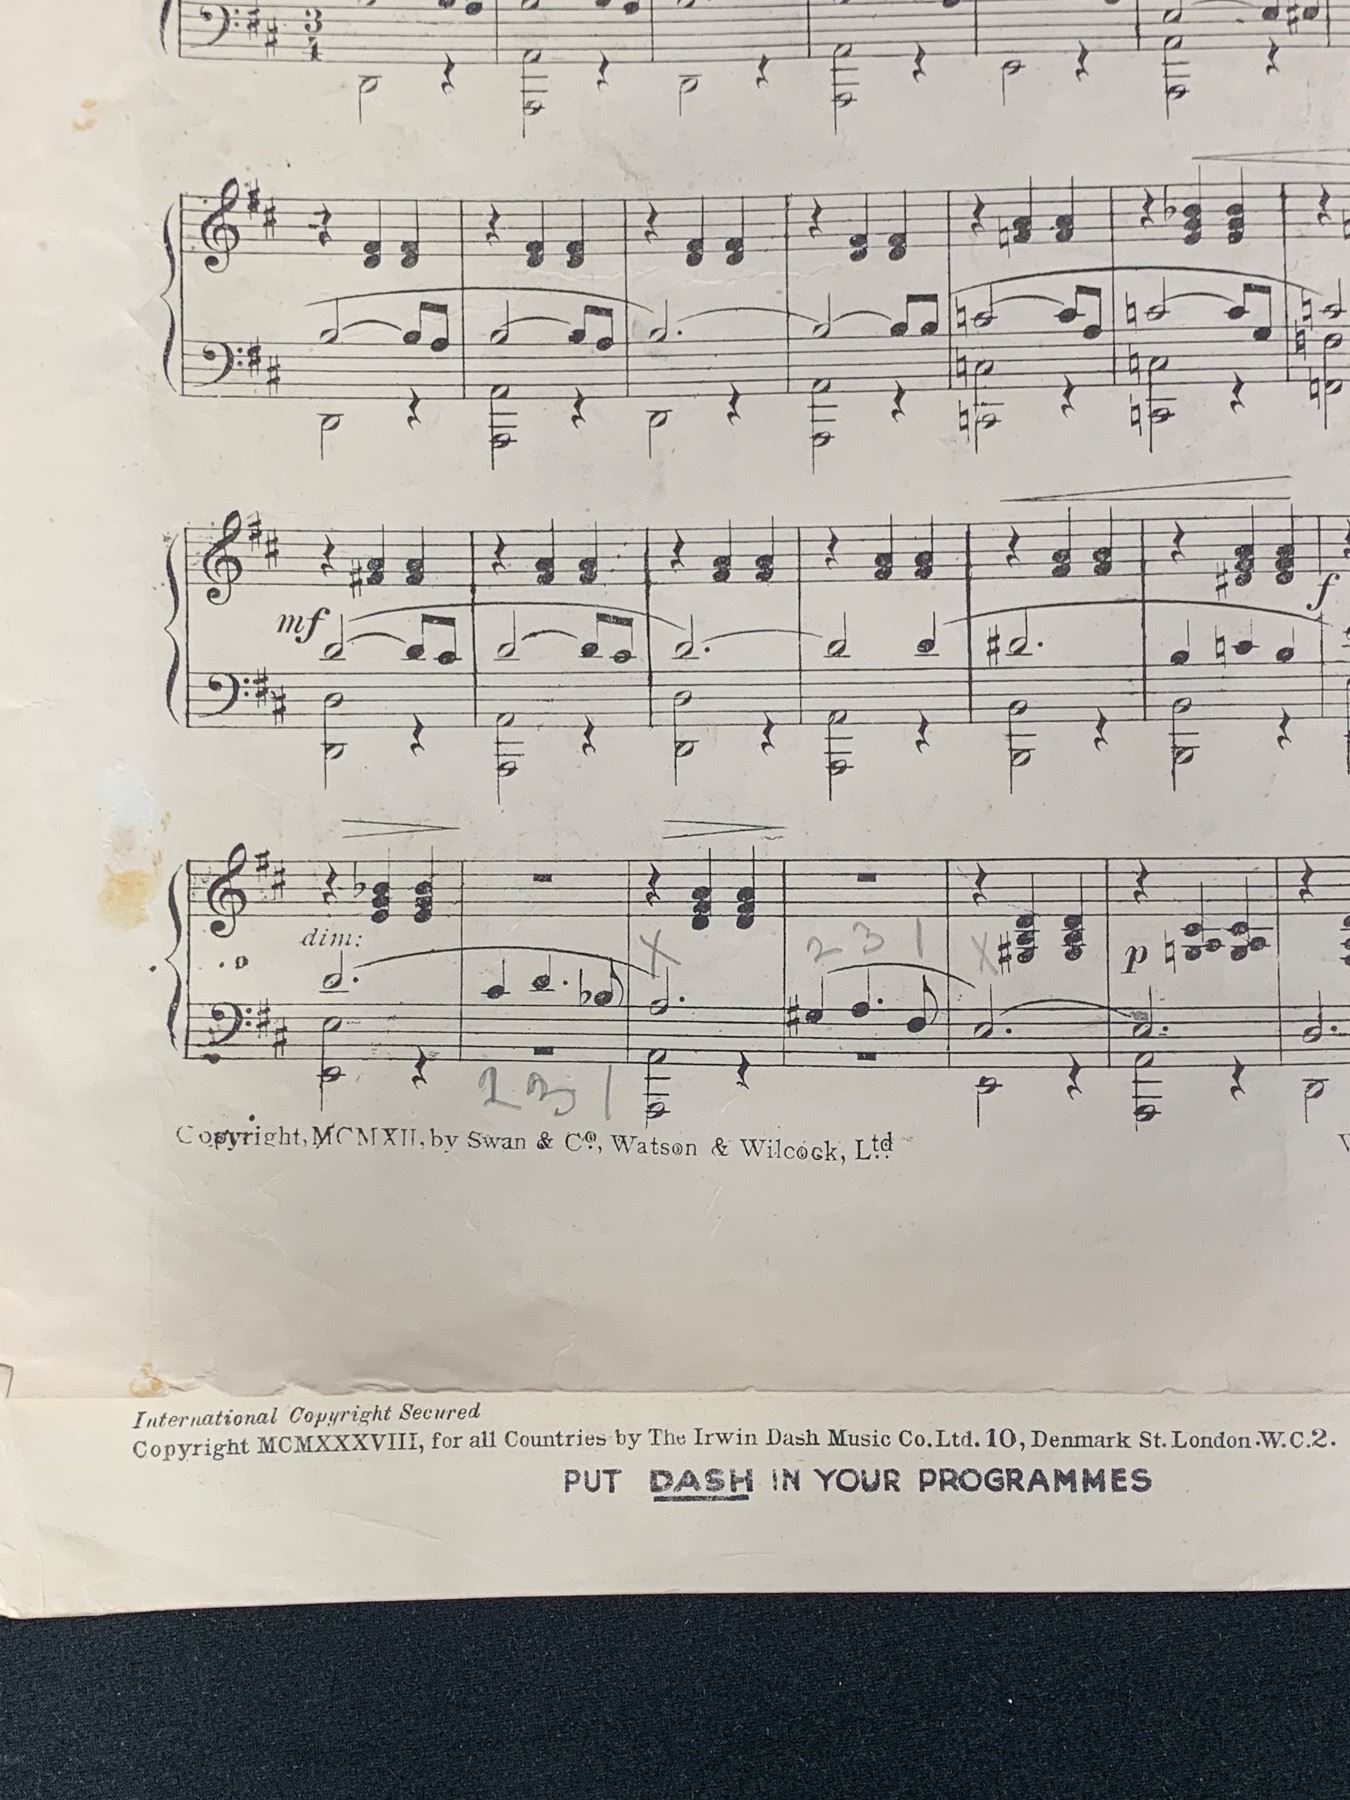 3
4
mf
f
dim:
2 3 1
p
2 3 1
Copyright, MCMXII, by Swan & Co., Watson & Wilcock, Ltd
International Copyright Secured
Copyright MCMXXXVIII, for all Countries by The Irwin Dash Music Co. Ltd. 10, Denmark St. London. W.C.2.
PUT DASH IN YOUR PROGRAMMES